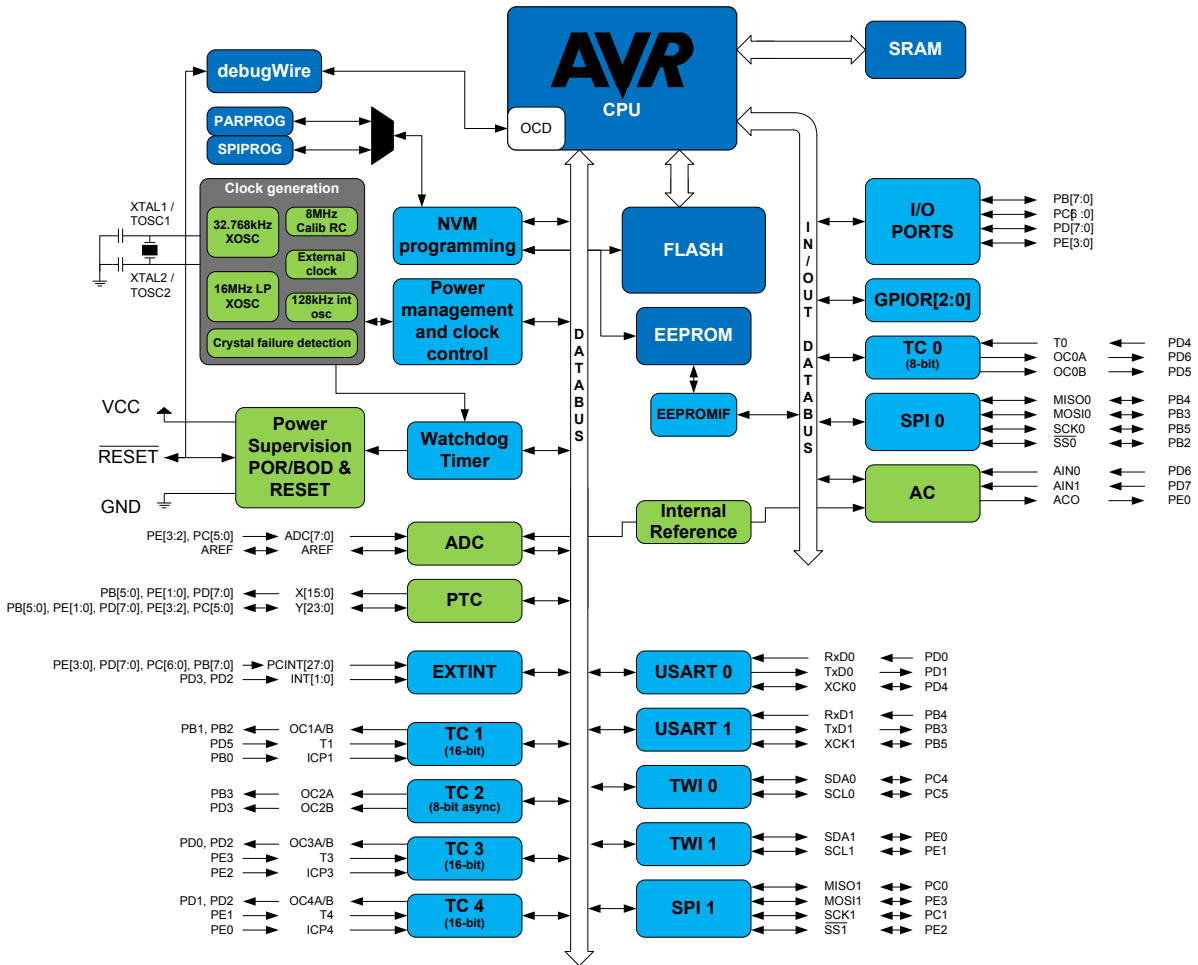 AVR
CPU
OCD
SRAM
debugWire
PARPROG
SPIPROG
Clock generation
32.768kHz
XOSC
8MHz
Calib RC
External
clock
16MHz LP
XOSC
128kHz int
osc
Crystal failure detection
XTAL1 /
TOSC1
XTAL2 /
TOSC2
NVM
programming
Power
management
and clock
control
FLASH
EEPROM
EEPROMIF
VCC
RESET
GND
Power
Supervision
POR/BOD &
RESET
Watchdog
Timer
Internal
Reference
DATABUS
IN/OUT DATABUS
I/O
PORTS
PB[7:0]
PC[6:0]
PD[7:0]
PE[3:0]
GPIOR[2:0]
TC 0
(8-bit)
T0 PD4
OC0A PD6
OC0B PD5
SPI 0
MISO0 PB4
MOSI0 PB3
SCK0 PB5
SS0 PB2
AC
AIN0 PD6
AIN1 PD7
ACO PE0
PE[3:2], PC[5:0] ADC[7:0]
AREF AREF
ADC
PB[5:0], PE[1:0], PD[7:0] X[15:0]
PB[5:0], PE[1:0], PD[7:0], PE[3:2], PC[5:0] Y[23:0]
PTC
PE[3:0], PD[7:0], PC[6:0], PB[7:0] PCINT[27:0]
PD3, PD2 INT[1:0]
EXTINT
PB1, PB2 OC1A/B
PD5 T1
PB0 ICP1
TC 1
(16-bit)
PB3 OC2A
PD3 OC2B
TC 2
(8-bit async)
PD0, PD2 OC3A/B
PE3 T3
PE2 ICP3
TC 3
(16-bit)
PD1, PD2 OC4A/B
PE1 T4
PE0 ICP4
TC 4
(16-bit)
USART 0
RxD0 PD0
TxD0 PD1
XCK0 PD4
USART 1
RxD1 PB4
TxD1 PB3
XCK1 PB5
TWI 0
SDA0 PC4
SCL0 PC5
TWI 1
SDA1 PE0
SCL1 PE1
SPI 1
MISO1 PC0
MOSI1 PE3
SCK1 PC1
SS1 PE2